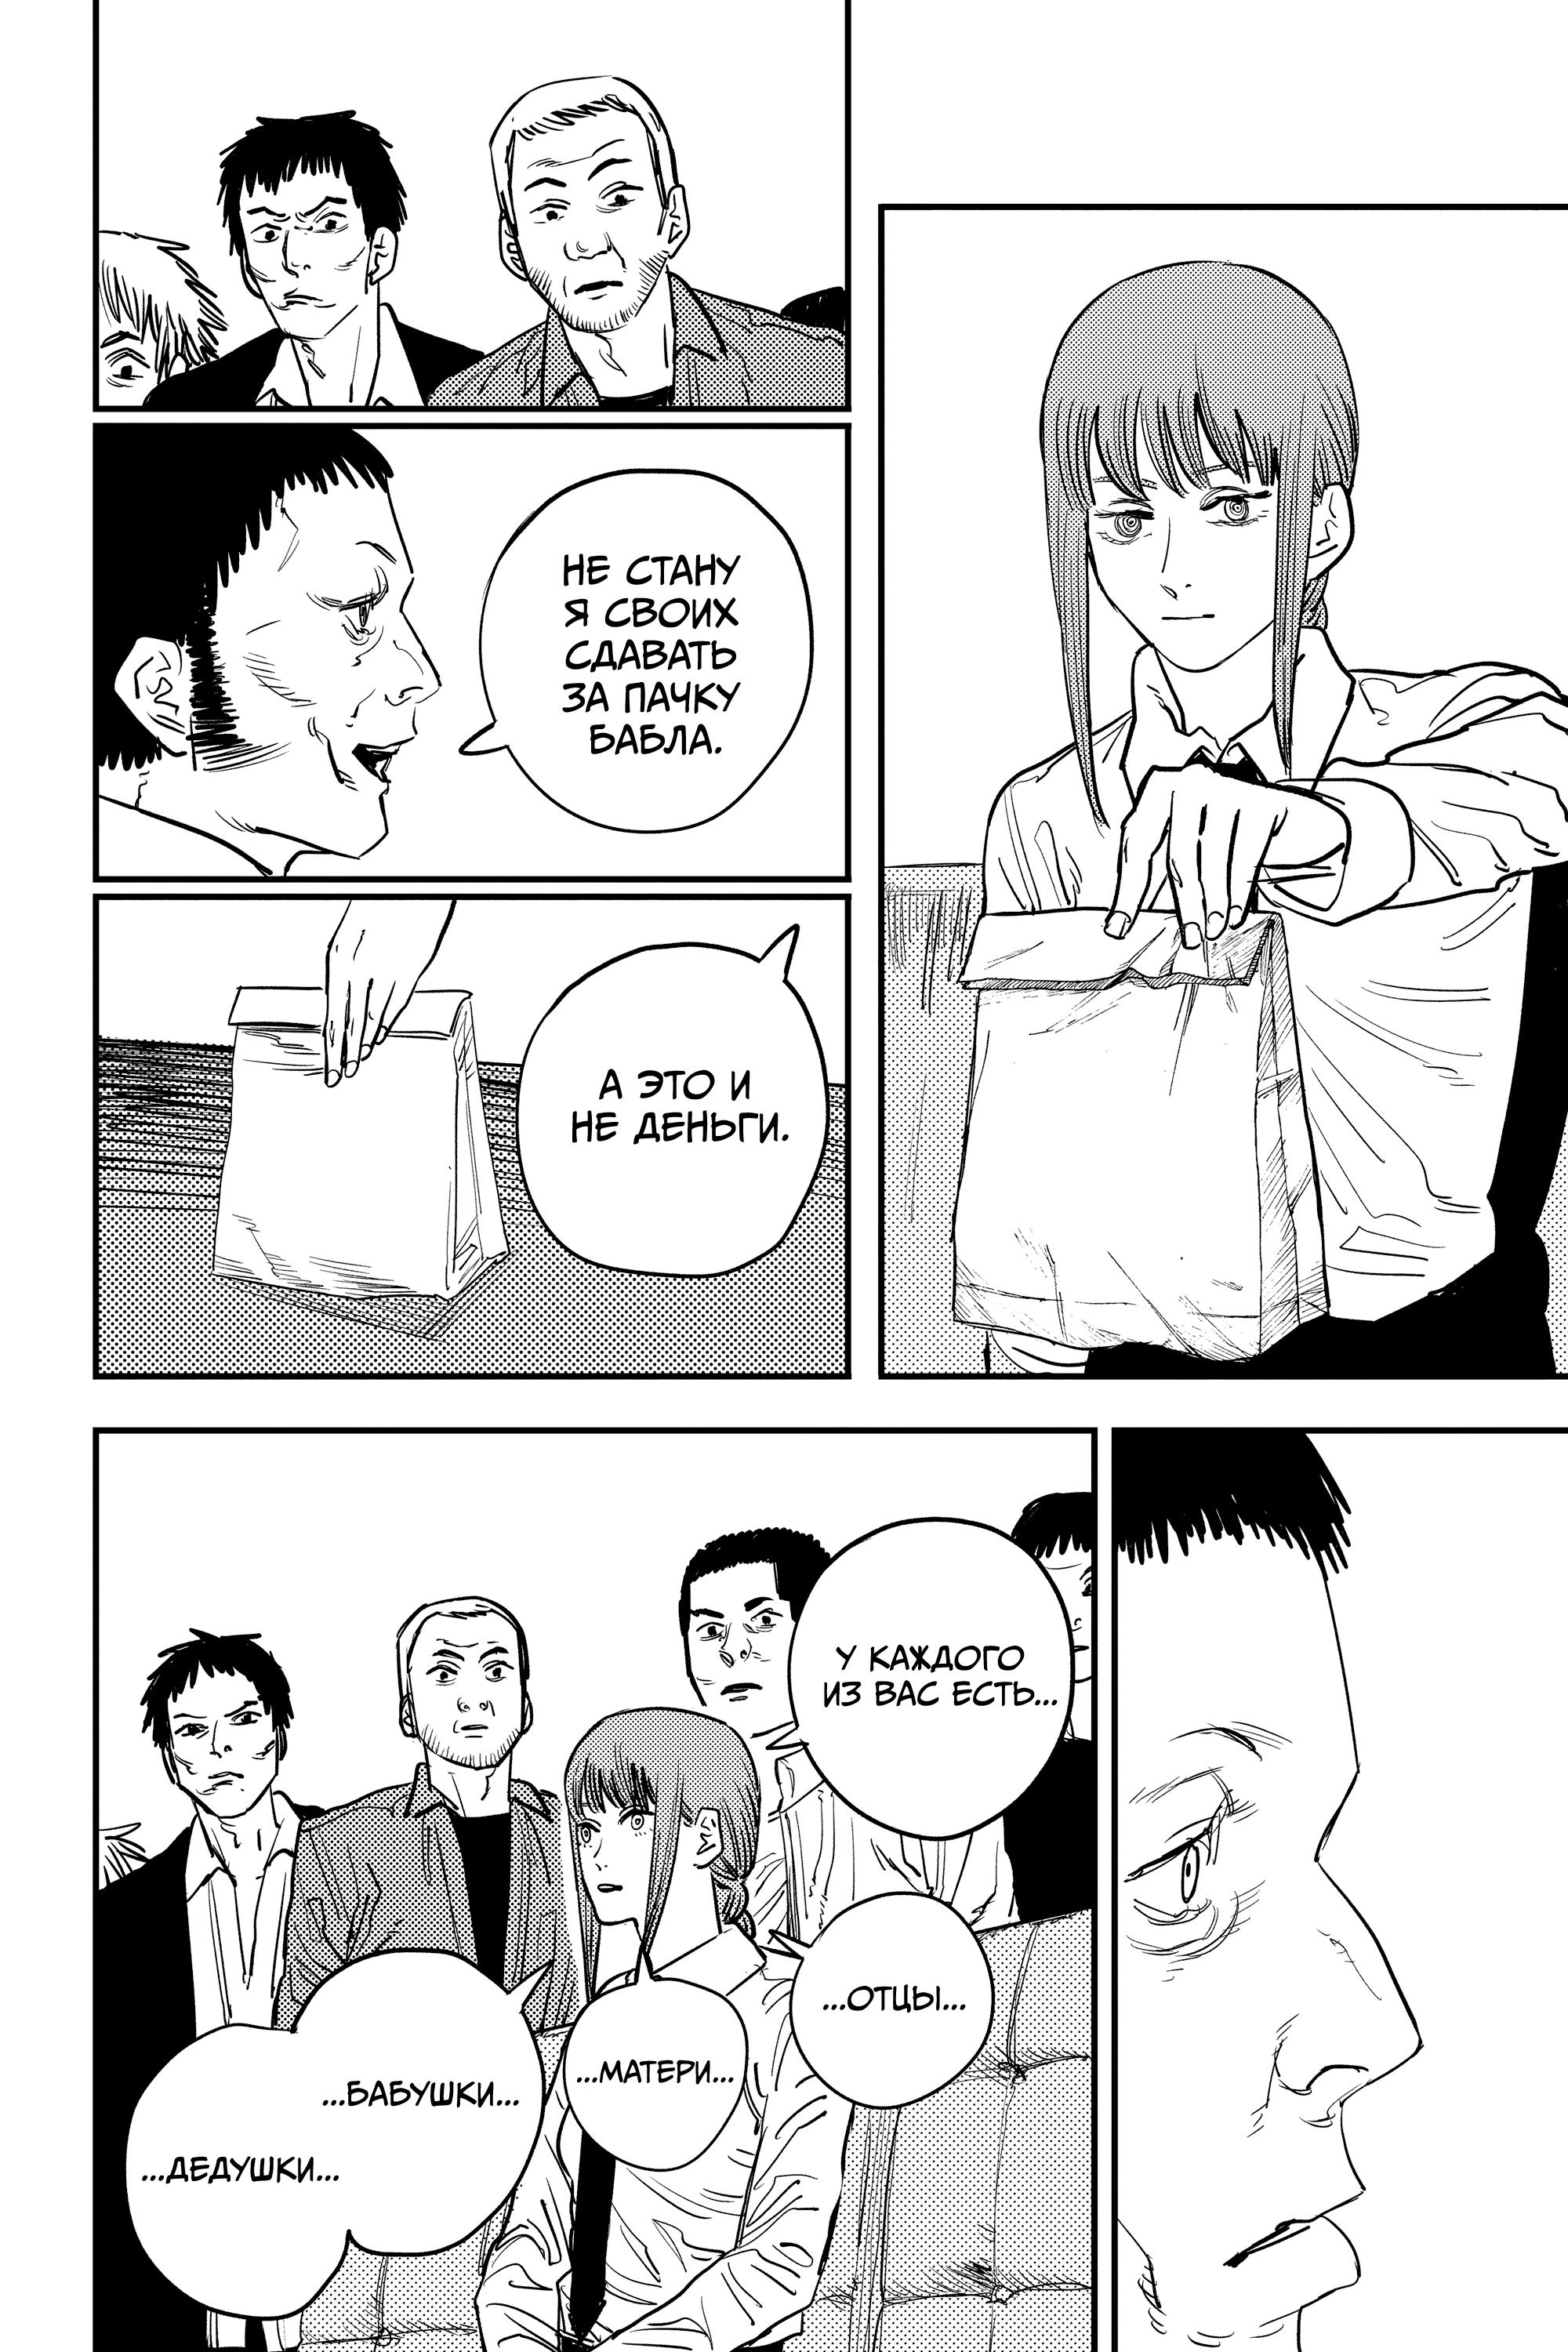 НЕ СТАНУ
Я СВОИХ
СДАВАТЬ
ЗА ПАЧКУ
БАБЛА.
А ЭТО И
НЕ ДЕНЬГИ.
У КАЖДОГО
ИЗ ВАС ЕСТЬ...
...ОТЦЫ...
...МАТЕРИ...
...БАБУШКИ...
...ДЕДУШКИ...